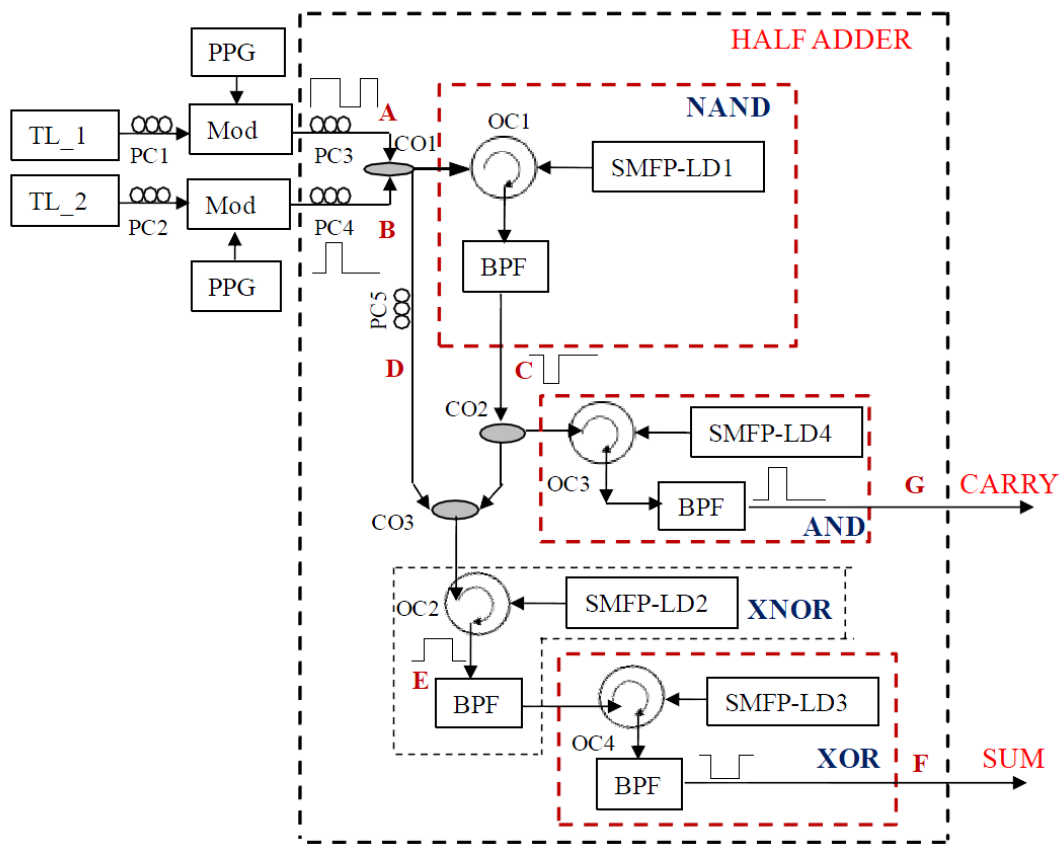 HALF ADDER
PPG
NAND
A
OC1
TL_1
Mod
CO1
PC1
PC3
SMFP-LD1
TL_2
Mod
PC2
PC4
B
BPF
PPG
PC5
D
C
CO2
SMFP-LD4
OC3
G
CARRY
BPF
CO3
AND
OC2
SMFP-LD2
XNOR
E
BPF
SMFP-LD3
OC4
XOR
F
SUM
BPF